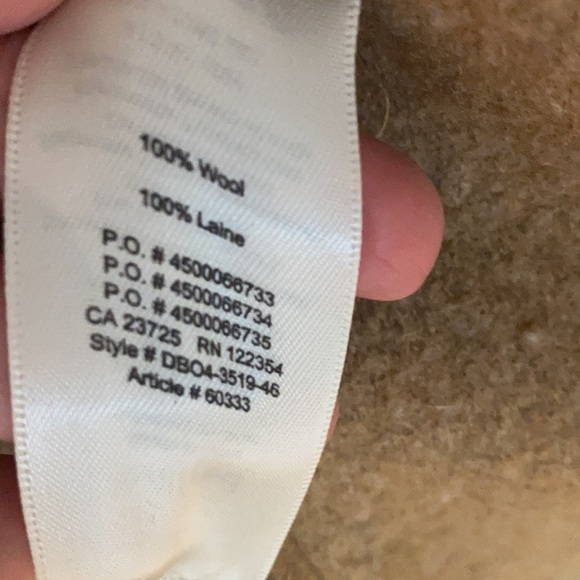 100% Wool
100% Laine
P.O. # 4500066733
P.O. # 4500066734
P.O. # 4500066735
CA 23725 RN 122354
Style # DBO4-3519-46
Article # 60333